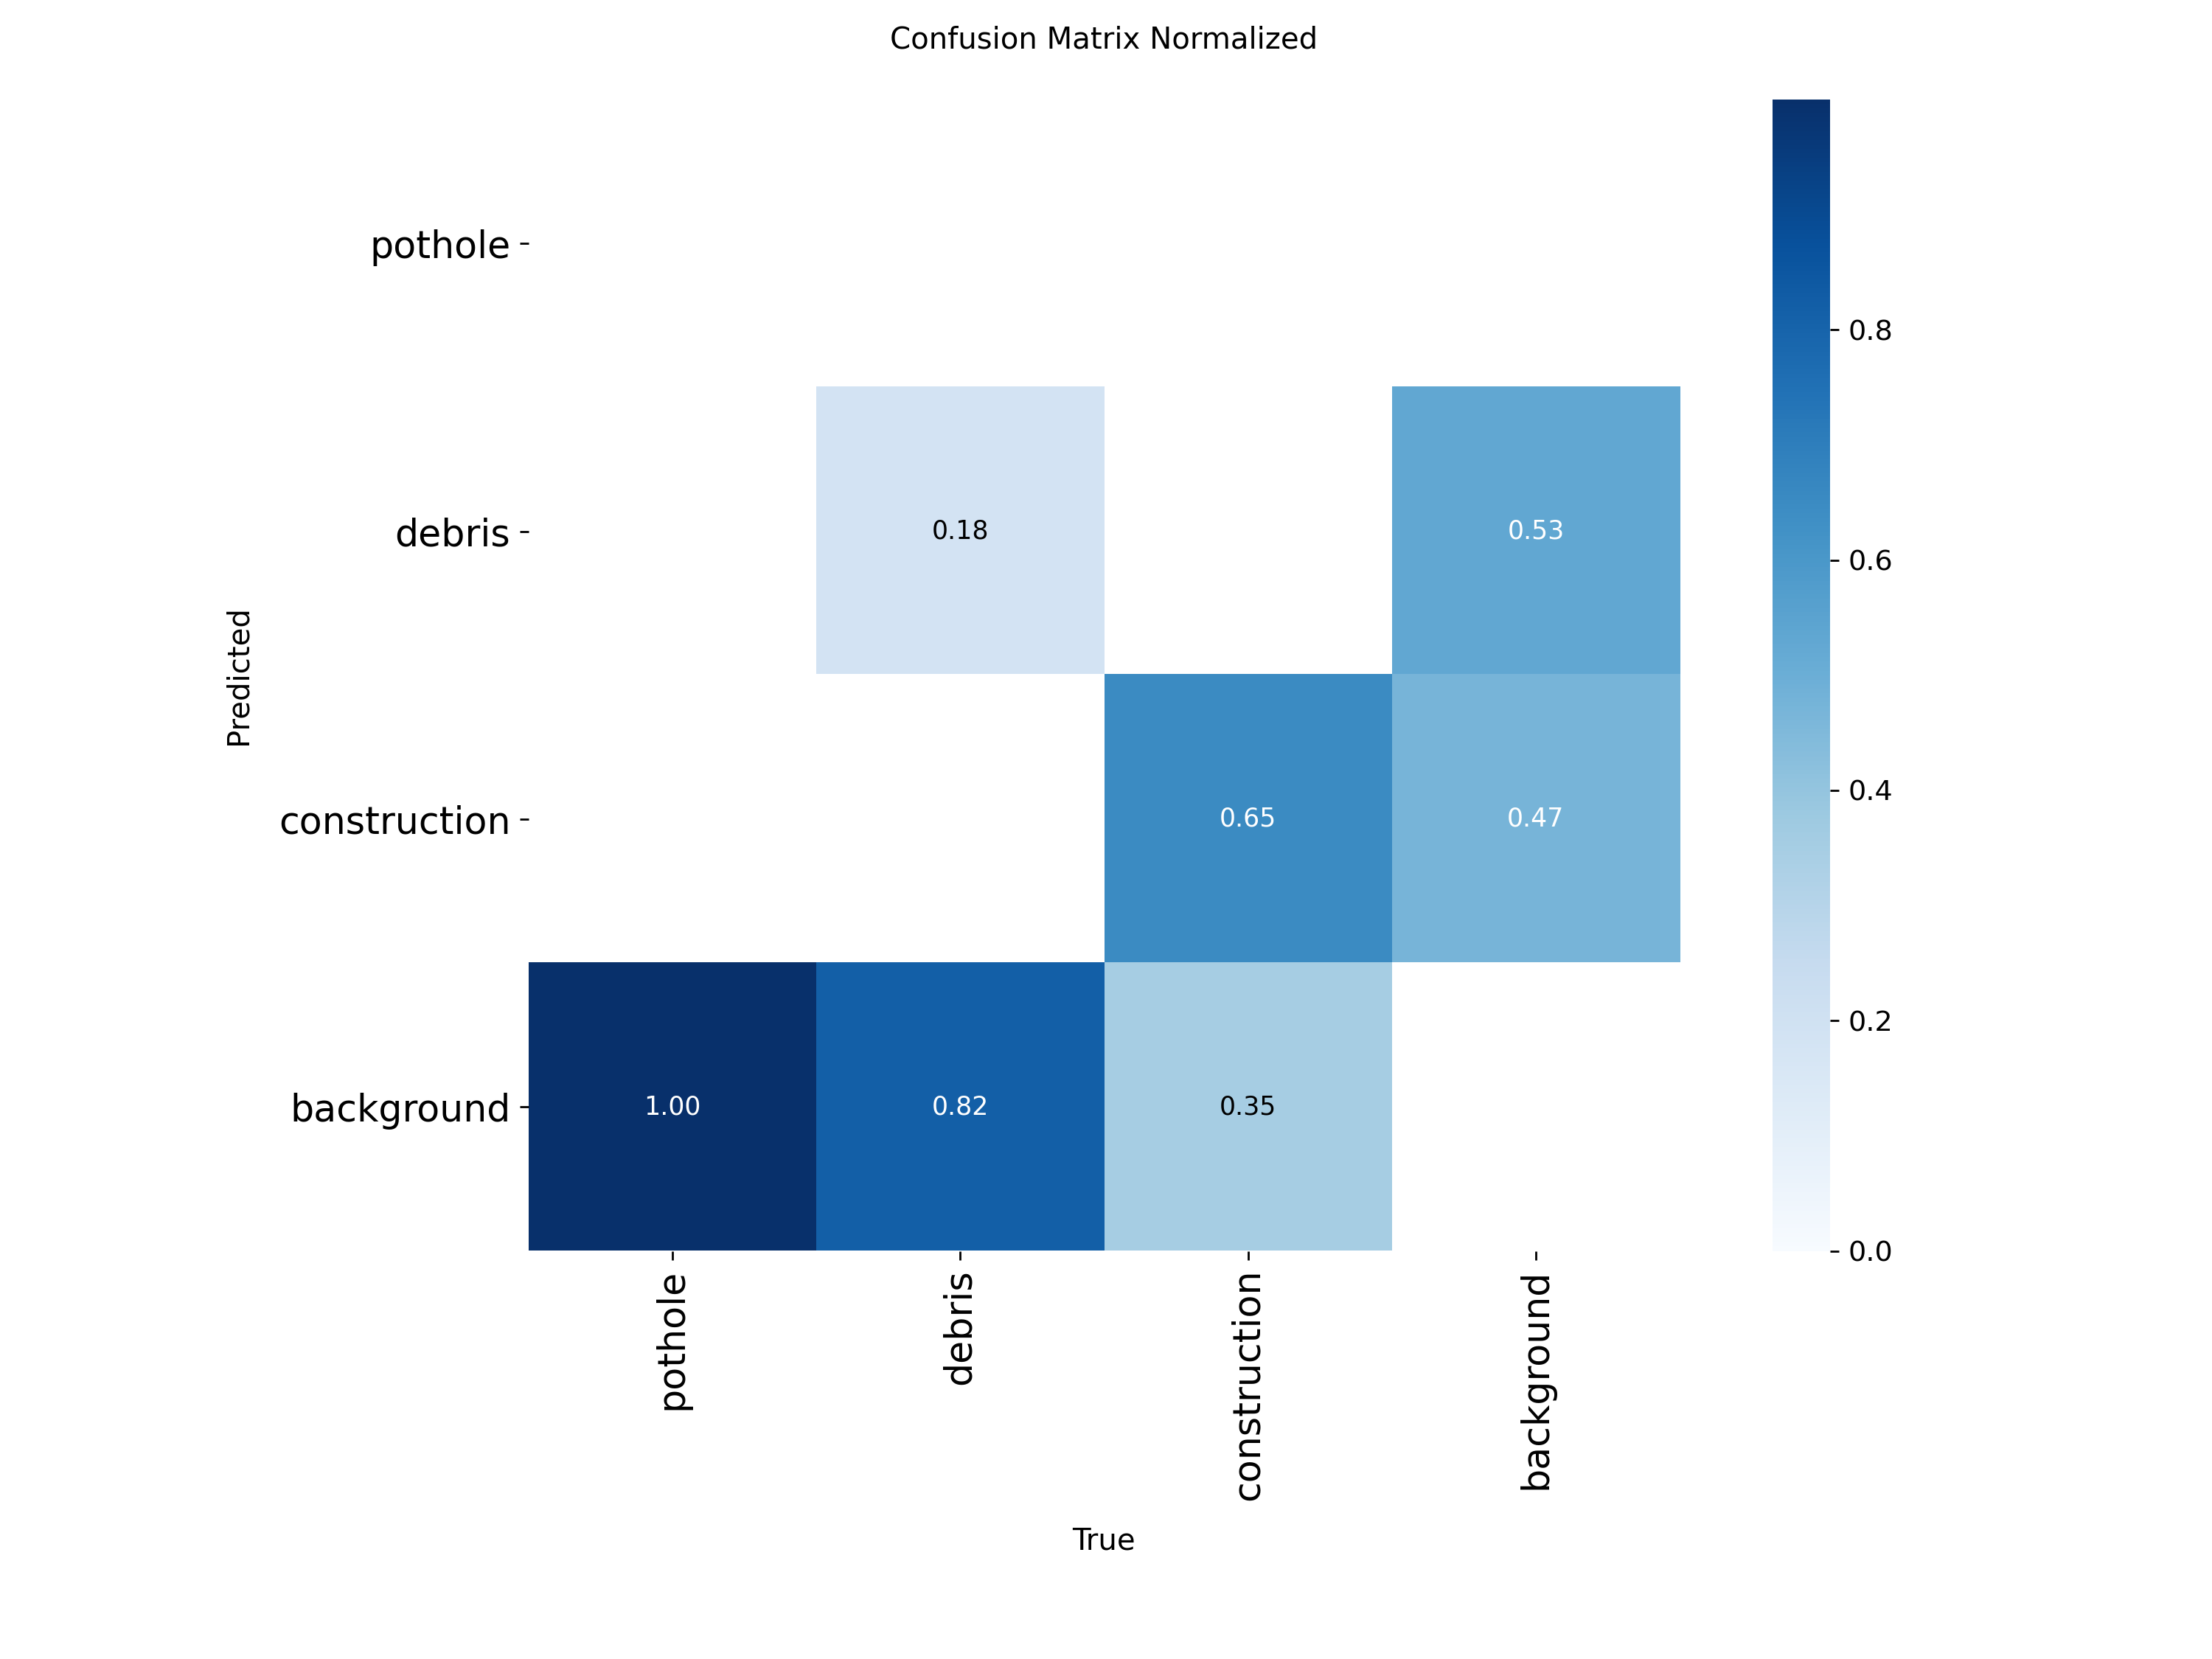 Confusion Matrix Normalized
Predicted
pothole
debris
0.18
0.53
construction
0.65
0.47
background
1.00
0.82
0.35
pothole
debris
construction
background
True
0.8
0.6
0.4
0.2
0.0